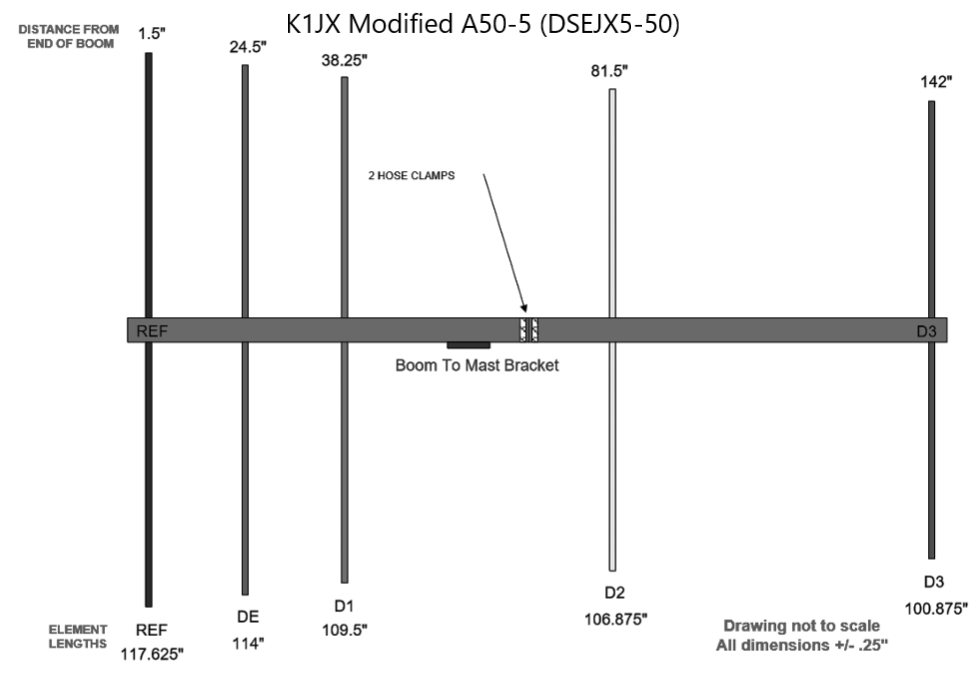 K1JX Modified A50-5 (DSEJX5-50)
DISTANCE FROM
END OF BOOM
1.5"
24.5"
38.25"
81.5"
142"
2 HOSE CLAMPS
REF
D3
Boom To Mast Bracket
ELEMENT
LENGTHS
REF
117.625"
DE
114"
D1
109.5"
D2
106.875"
D3
100.875"
Drawing not to scale
All dimensions +/- .25"